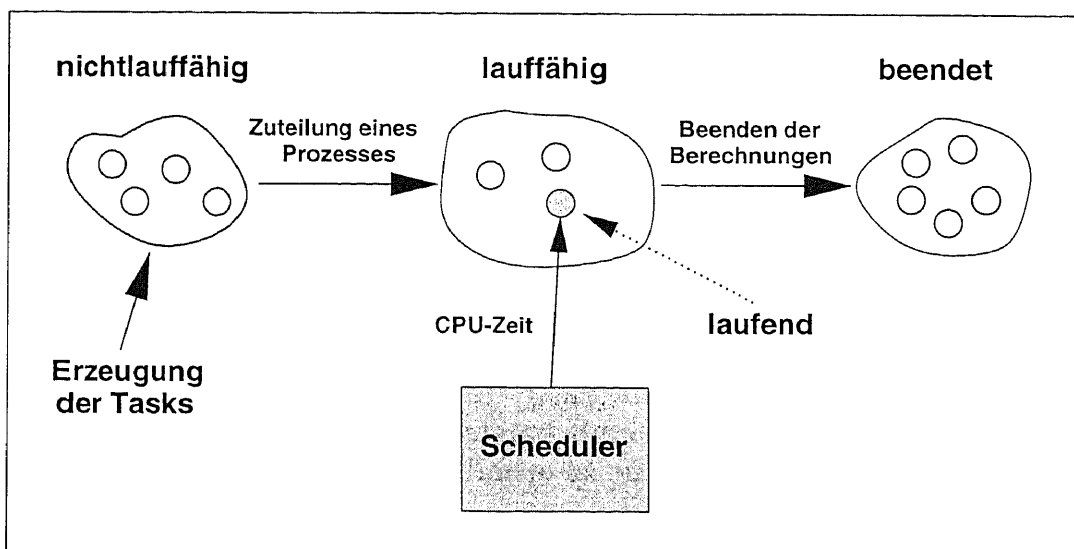 nichtlauffähig
lauffähig
beendet
Zuteilung eines
Prozesses
Beenden der
Berechnungen
CPU-Zeit
laufend
Erzeugung
der Tasks
Scheduler